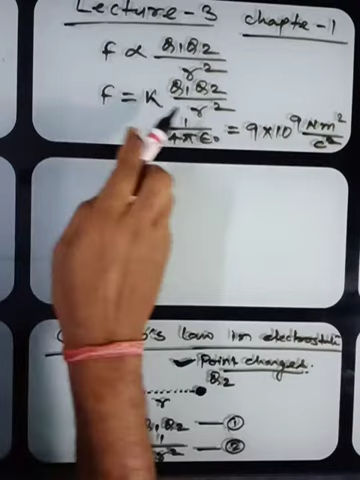 Lecture-3 chapte-1
f ∝ Q1Q2/r²
f = K Q1Q2/r²
1/4πε₀ = 9×10⁹ Nm²/c²
's Law in electrostati
Point charges.
Q2
r
Q1Q2 — ①
1/r² — ②